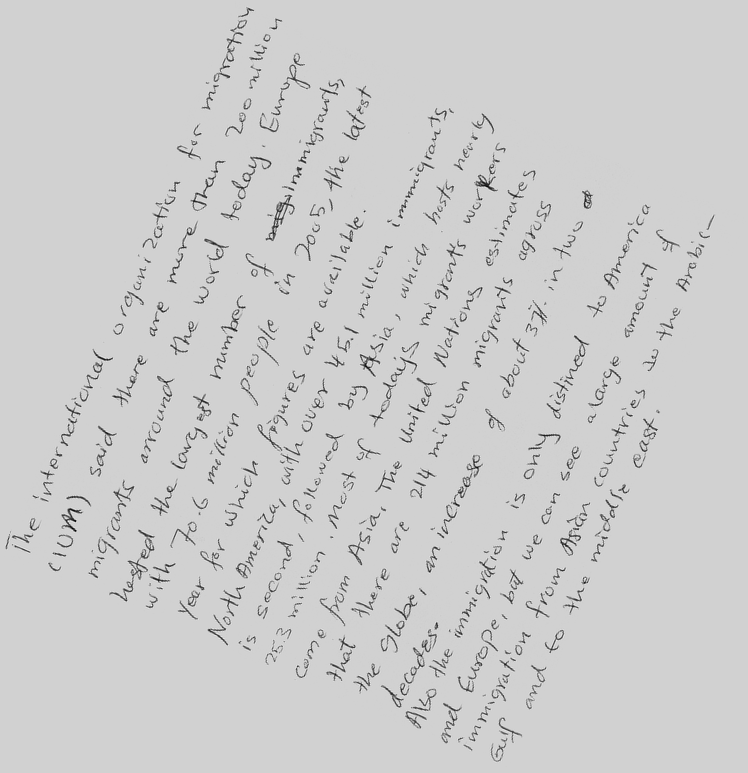 The international organization for migration
(IOM) said there are more than 200 million
migrants arround the world today. Europe
hosted the largest number of immigrants,
with 70.6 million people in 2005, the latest
year for which figures are available.
North America, with over 45.1 million immigrants,
is second, followed by Asia, which hosts nearly
25.3 million. Most of todays migrants workers
come from Asia. The United Nations estimates
that there are 214 million migrants agross
the globe, an increase of about 37% in two
decades.
Also the immigration is only distined to America
and Europe, but we can see a large amount of
immigration from Asian countries to the Arabic
Gulf and to the middle east.